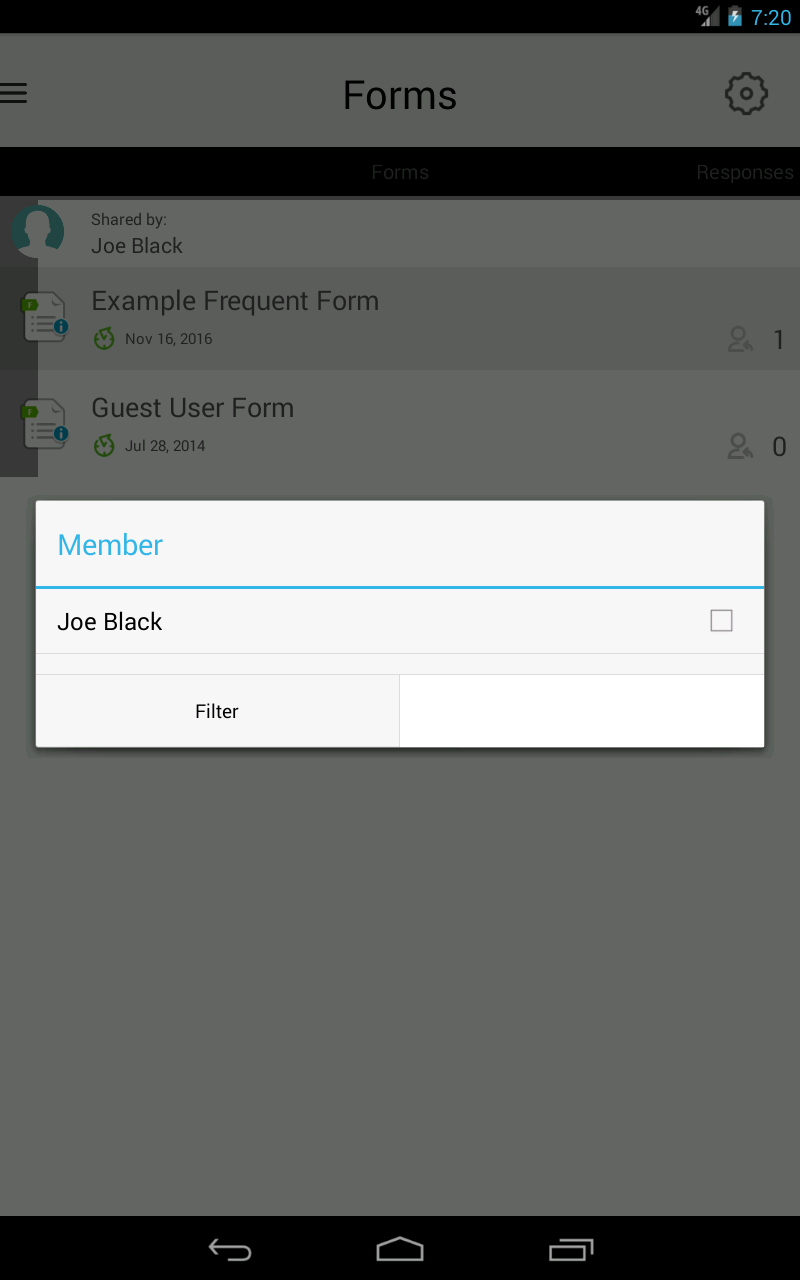 4G 7:20
Forms
Forms Responses
Shared by:
Joe Black
F
Example Frequent Form
i
Nov 16, 2016
1
F
Guest User Form
i
Jul 28, 2014
0
Member
Joe Black
Filter